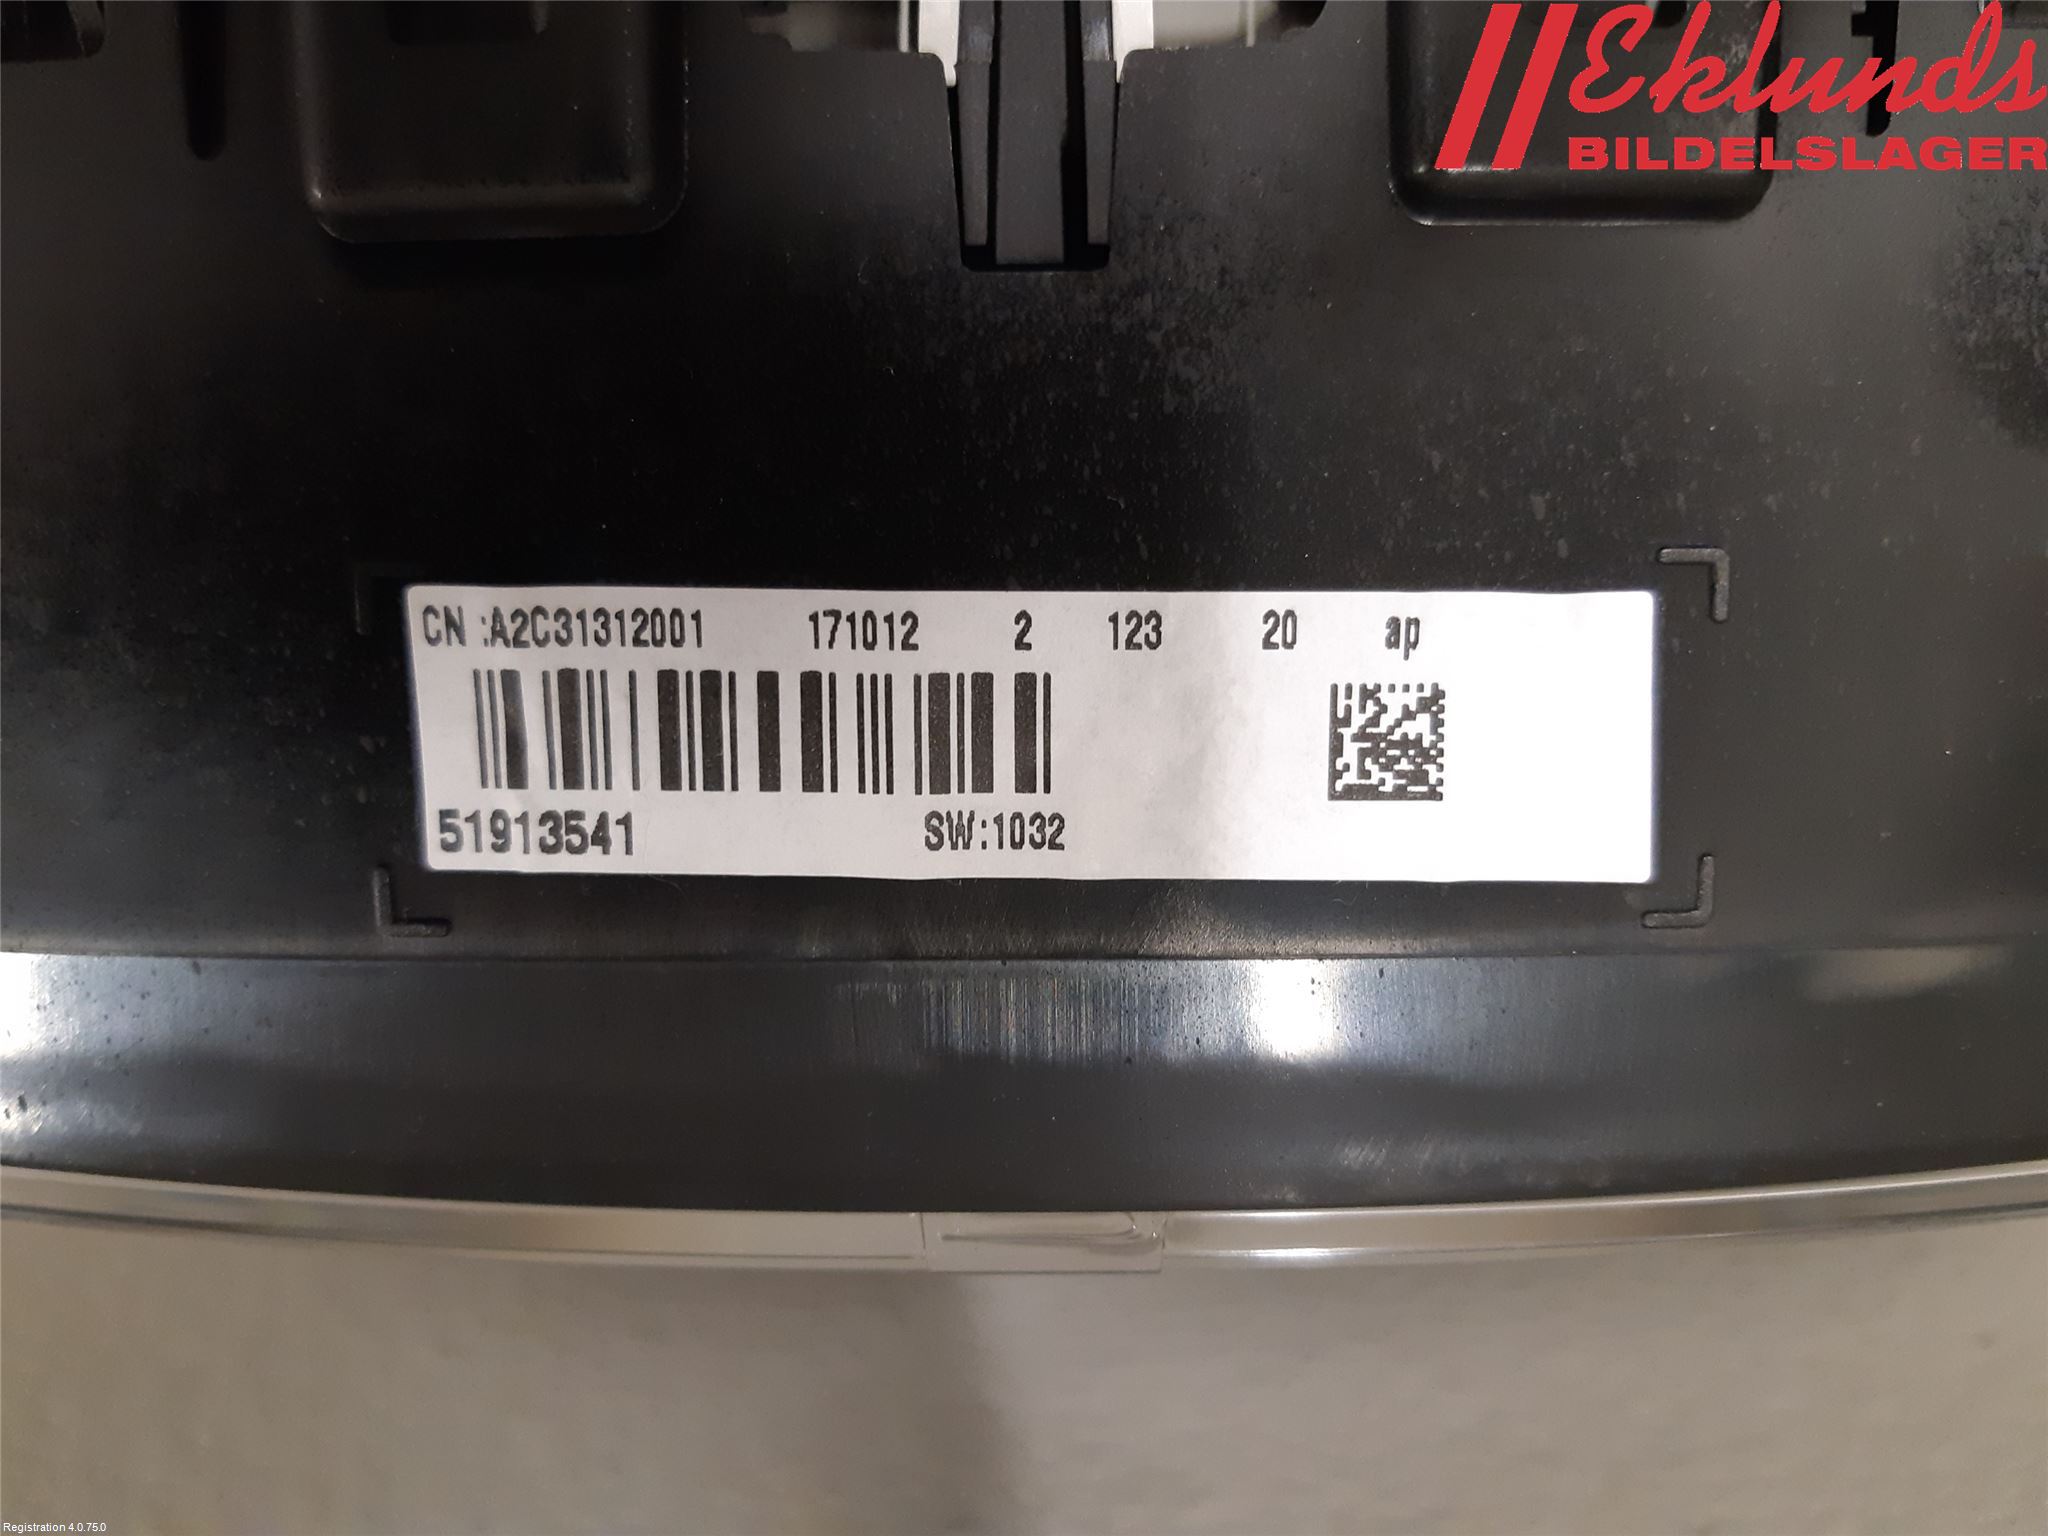 Eklunds
BILDELSLAGER
CN :A2C31312001 171012 2 123 20 ap
51913541 SW:1032
Registration 4.0.75.0